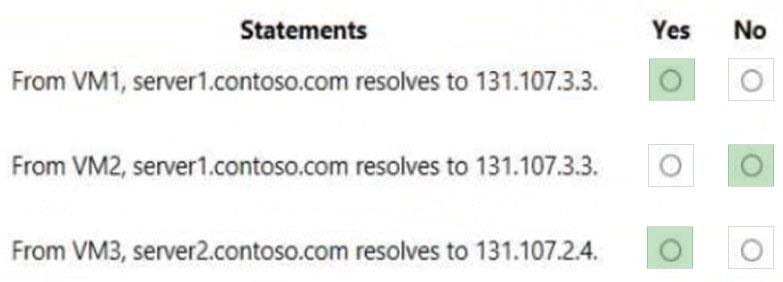 Statements Yes No
From VM1, server1.contoso.com resolves to 131.107.3.3.
From VM2, server1.contoso.com resolves to 131.107.3.3.
From VM3, server2.contoso.com resolves to 131.107.2.4.